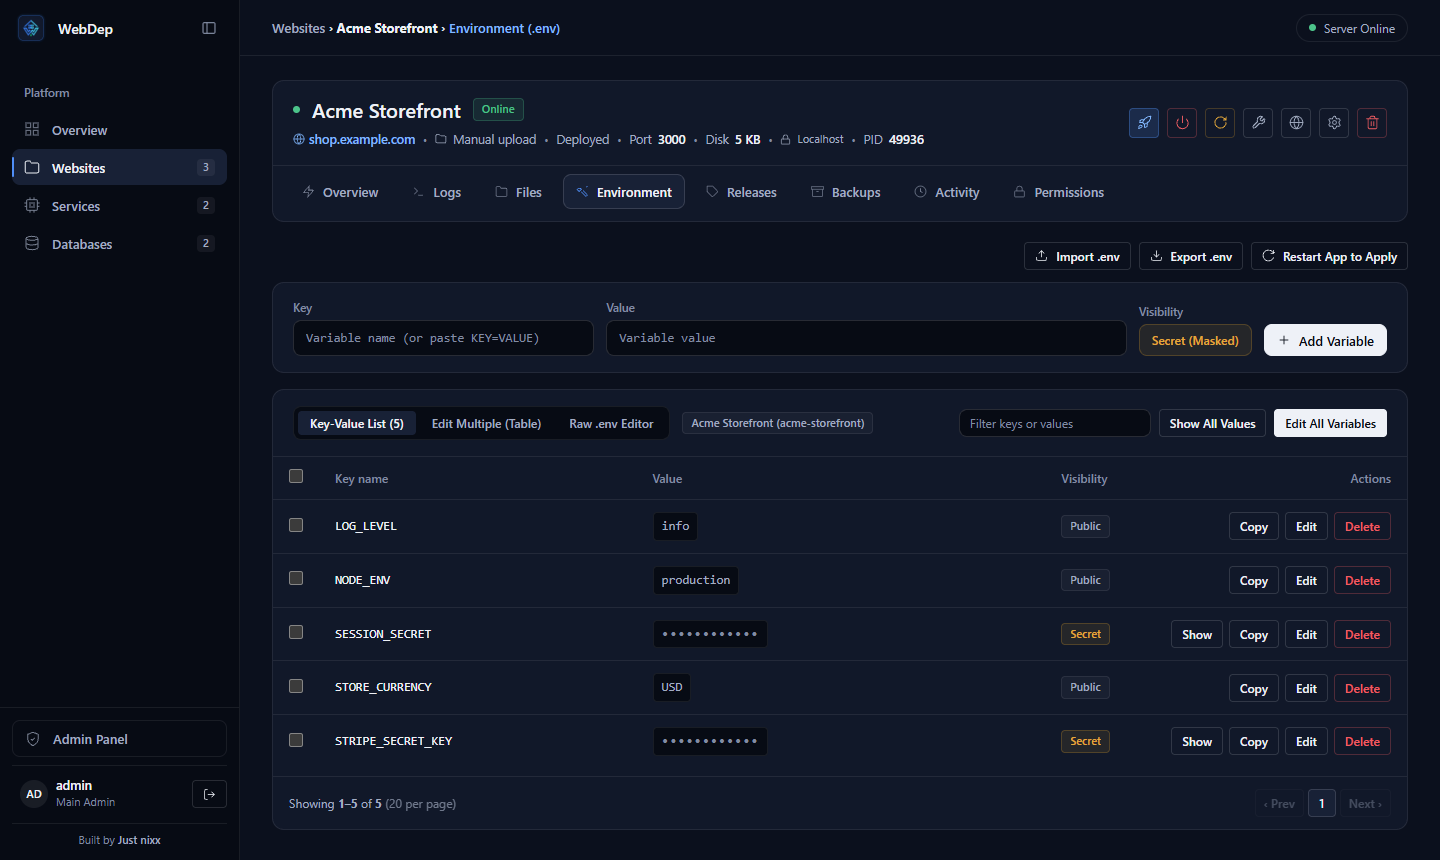 WebDep
Websites › Acme Storefront › Environment (.env)
Server Online
Platform
Overview
Websites 3
Services 2
Databases 2
Acme Storefront Online
shop.example.com • Manual upload • Deployed • Port 3000 • Disk 5 KB • Localhost • PID 49936
Overview Logs Files Environment Releases Backups Activity Permissions
Import .env Export .env Restart App to Apply
Key Value Visibility
Variable name (or paste KEY=VALUE) Variable value Secret (Masked) + Add Variable
Key-Value List (5) Edit Multiple (Table) Raw .env Editor Acme Storefront (acme-storefront) Filter keys or values Show All Values Edit All Variables
Key name Value Visibility Actions
LOG_LEVEL info Public Copy Edit Delete
NODE_ENV production Public Copy Edit Delete
SESSION_SECRET •••••••••••• Secret Show Copy Edit Delete
STORE_CURRENCY USD Public Copy Edit Delete
STRIPE_SECRET_KEY •••••••••••• Secret Show Copy Edit Delete
Showing 1–5 of 5 (20 per page) ‹ Prev 1 Next ›
Admin Panel
AD admin
Main Admin
Built by Just nixx